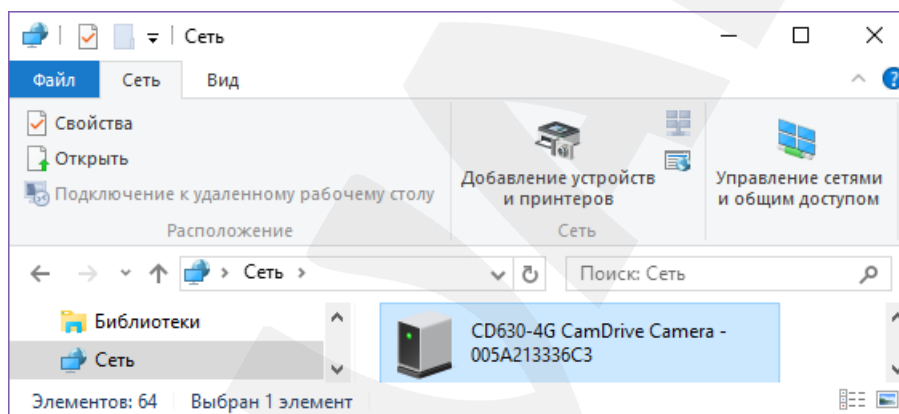 Сеть
Файл Сеть Вид
Свойства
Открыть
Подключение к удаленному рабочему столу
Расположение
Добавление устройств
и принтеров
Сеть
Управление сетями
и общим доступом
Сеть
Поиск: Сеть
Библиотеки
Сеть
CD630-4G CamDrive Camera -
005A213336C3
Элементов: 64 Выбран 1 элемент